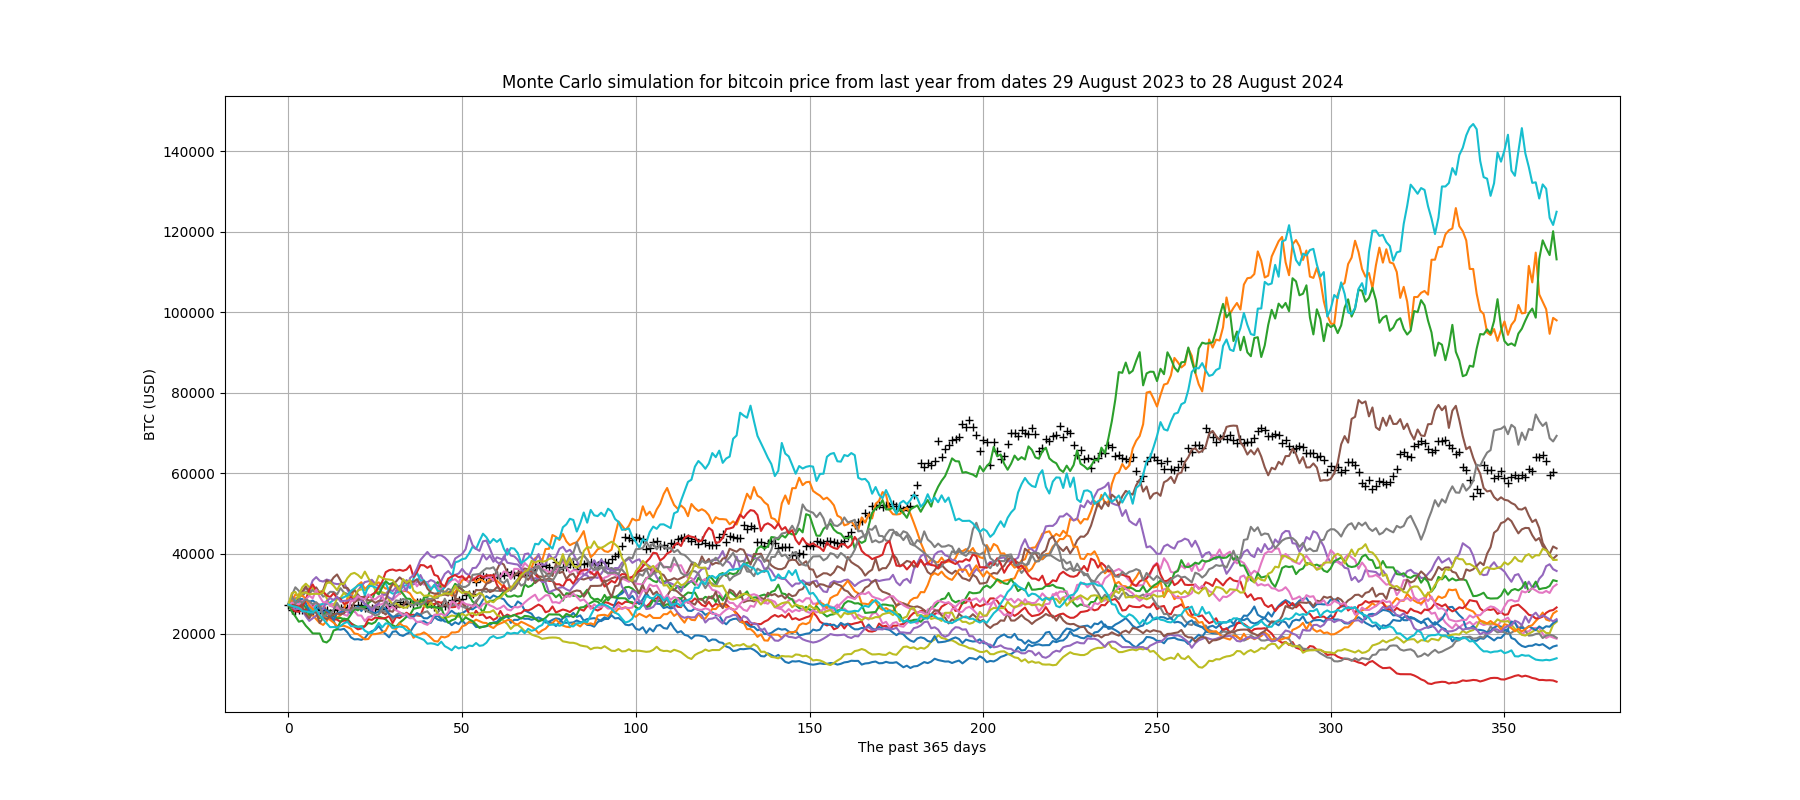 Monte Carlo simulation for bitcoin price from last year from dates 29 August 2023 to 28 August 2024
140000
120000
100000
80000
60000
40000
20000
BTC (USD)
0 50 100 150 200 250 300 350
The past 365 days